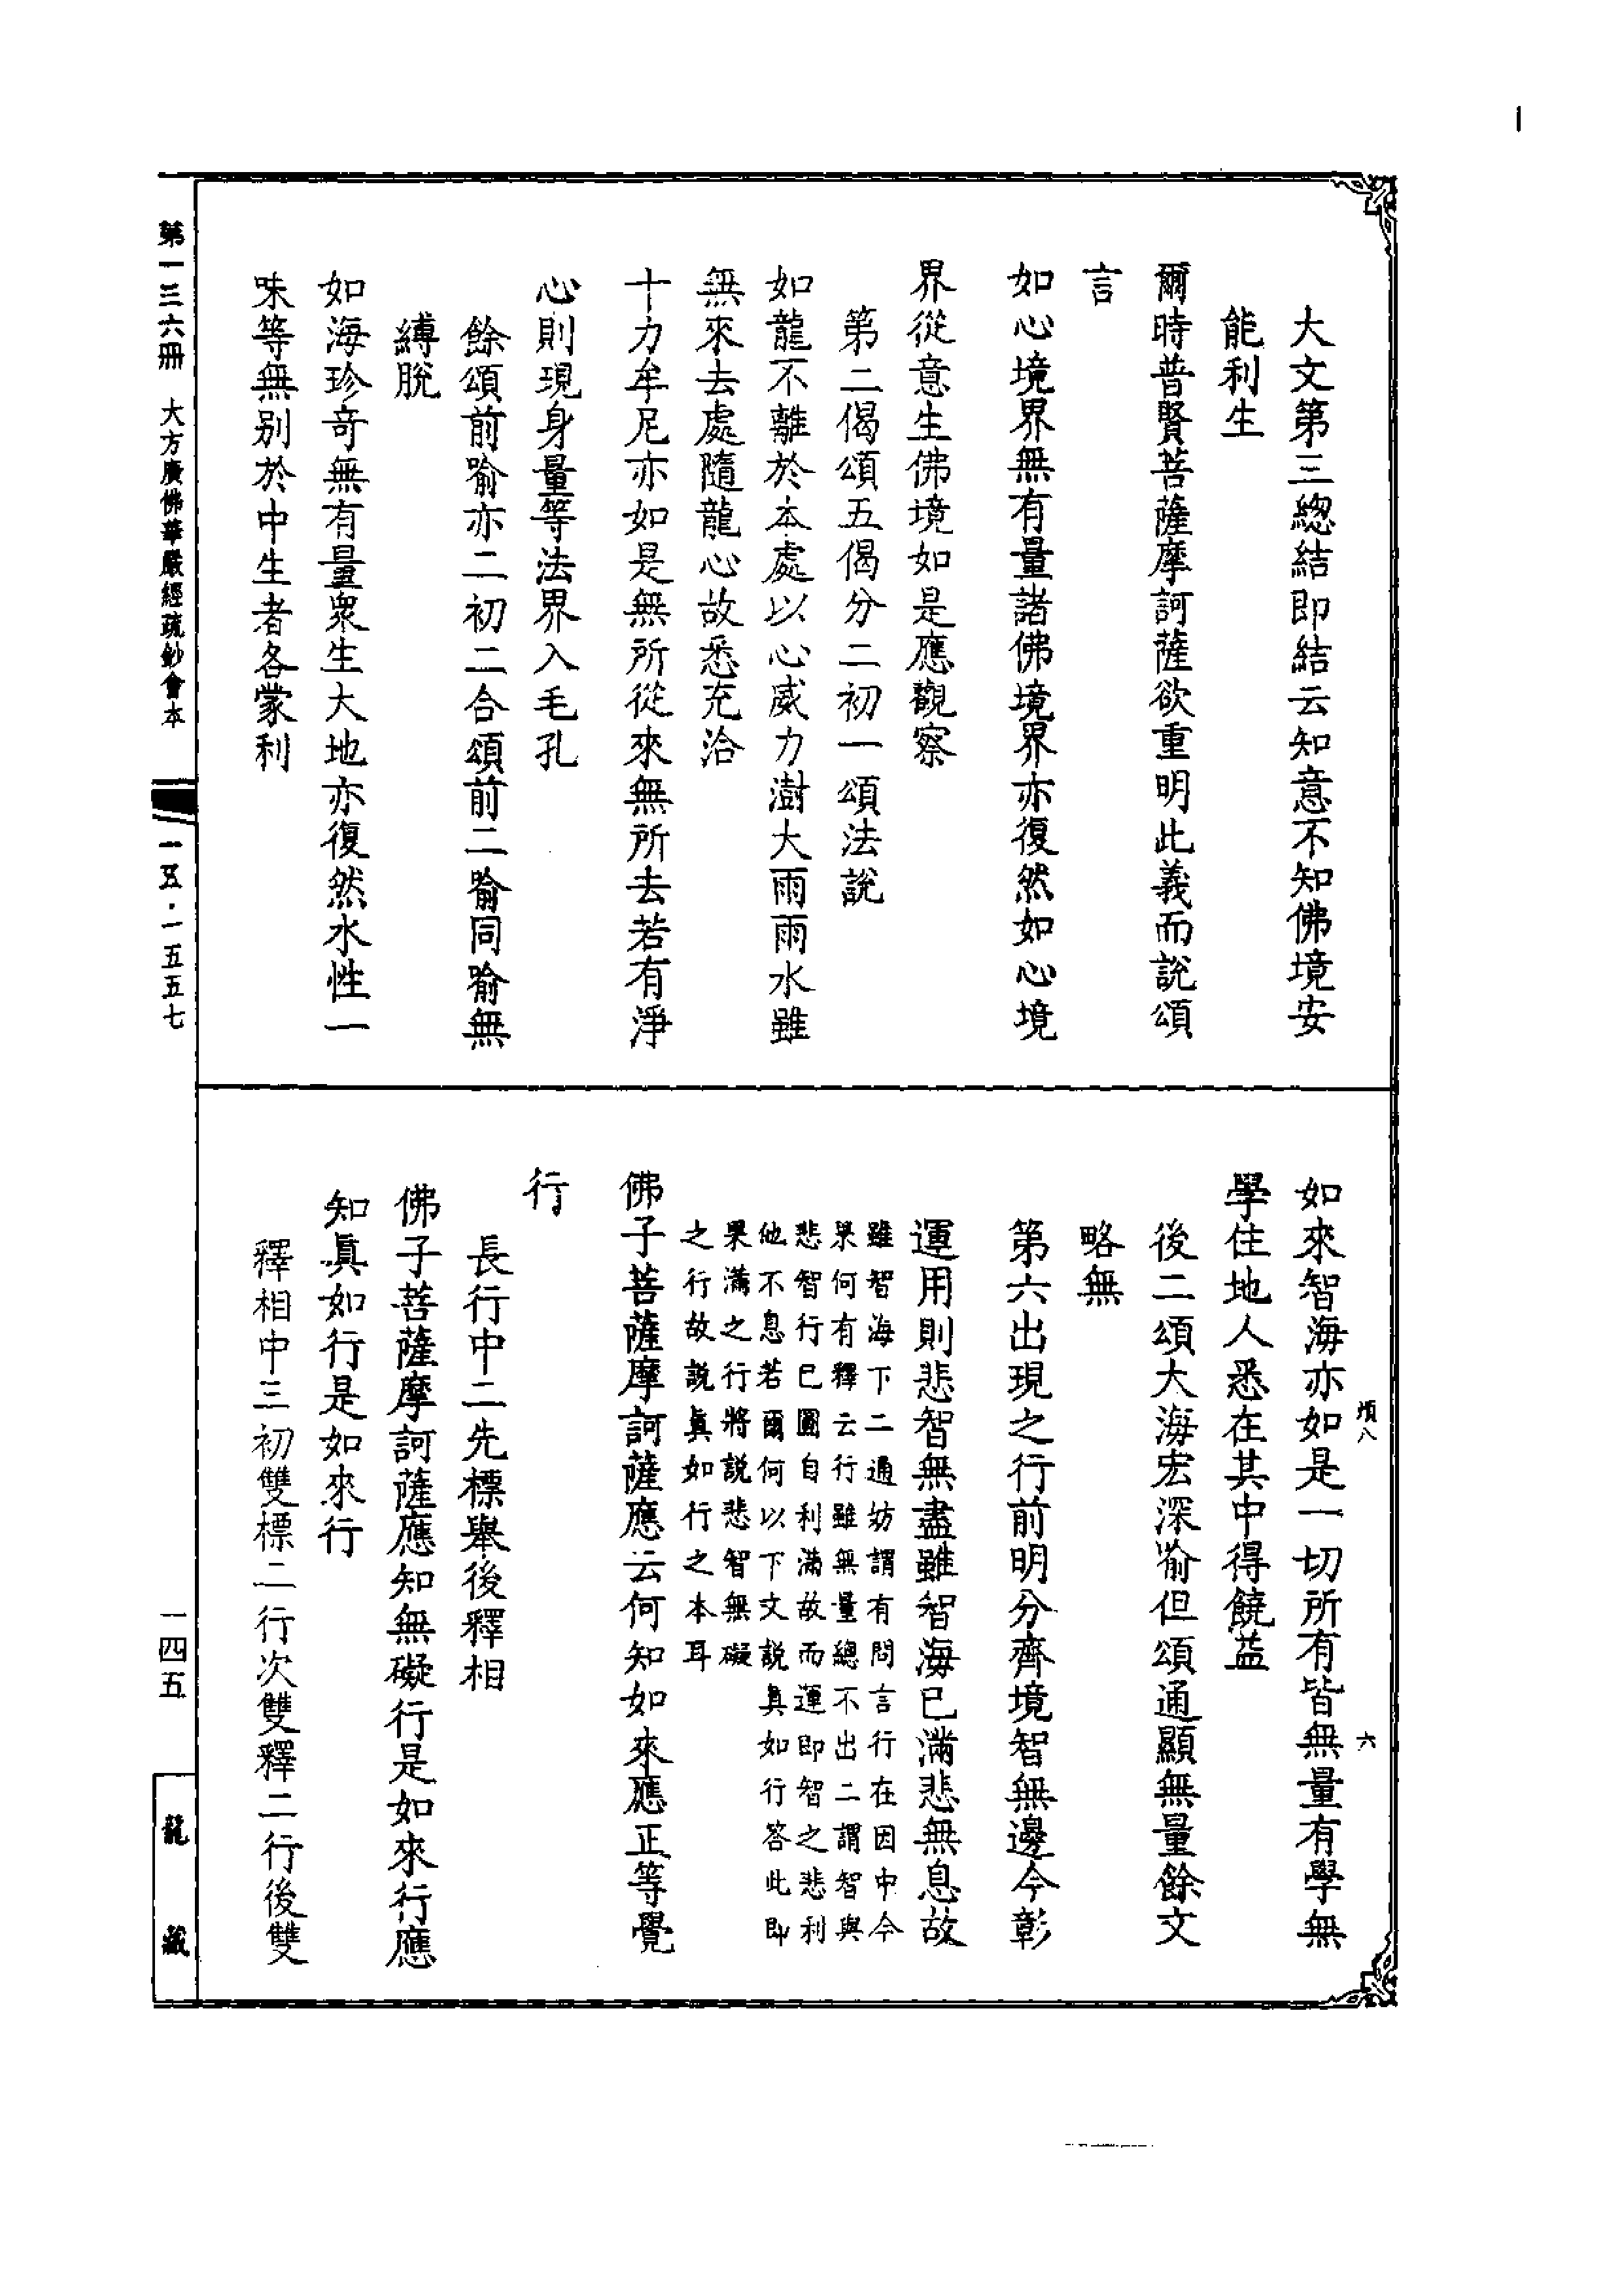 大文第三總結即結云知意不知佛境安
能利生
爾時普賢菩薩摩訶薩欲重明此義而說頌
言
如心境界無有量諸佛境界亦復然如心境
界從意生佛境如是應觀察
第二偈頌五偈分二初一頌法說
如龍不離於本處以心威力澍大雨雨水雖
無來去處隨龍心故悉充洽
十力牟尼亦如是無所從來無所去若有淨
心則現身量等法界入毛孔
餘頌前喻亦二初二合頌前二喻同喻無
縛脫
如海珍奇無有量眾生大地亦復然水性一
味等無別於中生者各蒙利
如來智海亦如是一切所有皆無量有學無
學住地人悉在其中得饒益
後二頌大海宏深喻但頌通顯無量餘文
略無
第六出現之行前明分齊境智無邊今彰
運用則悲智無盡雖智海已滿悲無息故
雖智海下二通妨謂有問言行在因中今
果何有釋云行雖無量總不出二謂智與
悲智行已圓自利滿故而運即智之悲利
他不息若爾何以下文說真如行答此即
果滿之行將說悲智無礙
之行故說真如行之本耳
佛子菩薩摩訶薩應云何知如來應正等覺
行
長行中二先標舉後釋相
佛子菩薩摩訶薩應知無礙行是如來行應
知真如行是如來行
釋相中三初雙標二行次雙釋二行後雙
第一三六冊 大方廣佛華嚴經疏鈔會本
一五·一五五七
一四五
龍藏
六
1